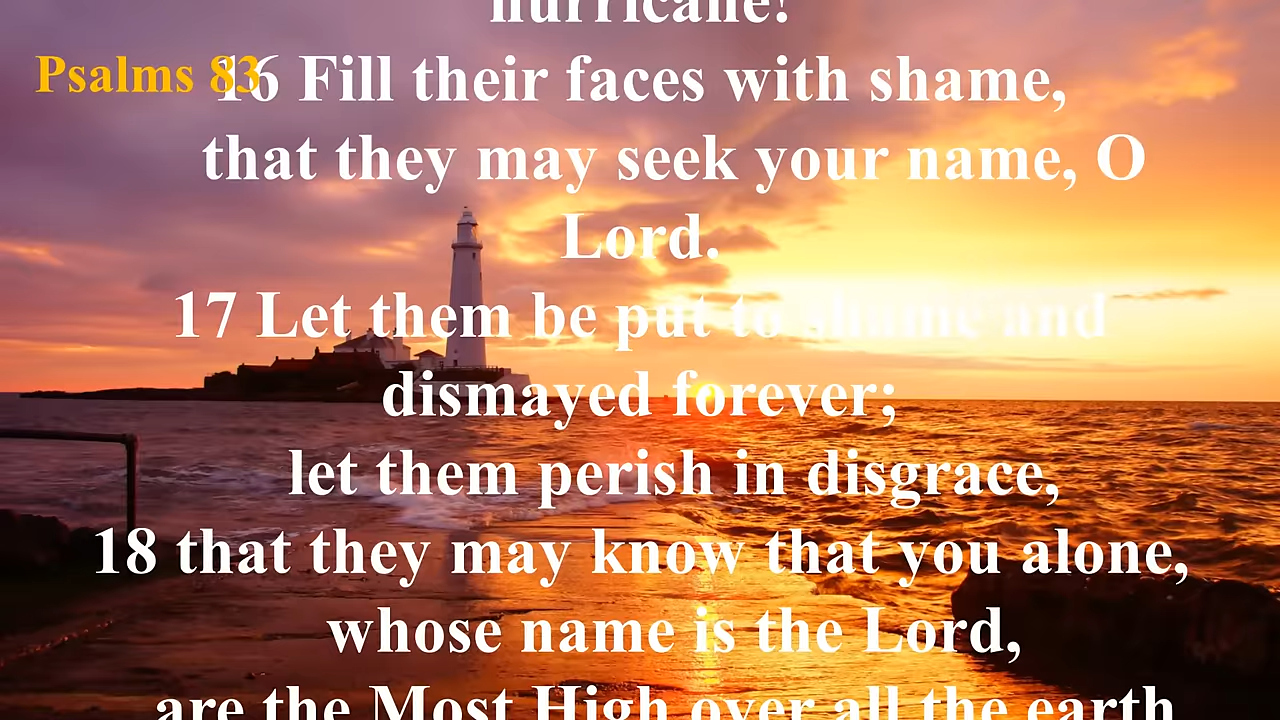 hurricane!
Psalms 83
16 Fill their faces with shame,
that they may seek your name, O
Lord.
17 Let them be put to shame and
dismayed forever;
let them perish in disgrace,
18 that they may know that you alone,
whose name is the Lord,
are the Most High over all the earth